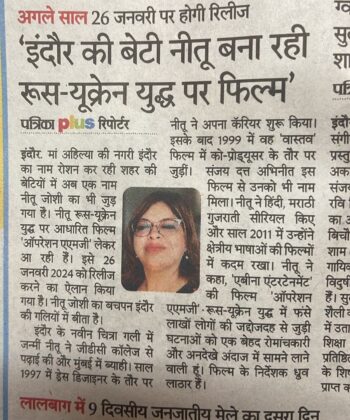 अगले साल 26 जनवरी पर होगी रिलीज
'इंदौर की बेटी नीतू बना रही
रूस-यूक्रेन युद्ध पर फिल्म'
पत्रिका plus रिपोर्टर
इंदौर. मां अहिल्या की नगरी इंदौर
का नाम रोशन कर रही शहर की
बेटियों में अब एक नाम
नीतू जोशी का भी जुड़
गया है। नीतू रूस-यूक्रेन
युद्ध पर आधारित फिल्म
'ऑपरेशन एएमजी' लेकर
आ रही हैं। इसे 26
जनवरी 2024 को रिलीज
करने का ऐलान किया
गया है। नीतू का बचपन इंदौर
की गलियों में बीता है।
इंदौर के नवीन चित्रा गली में
जन्मी नीतू ने जीडीसी कॉलेज से
पढ़ाई की और मुंबई में ब्याही। साल
1997 में ड्रेस डिजाइनर के तौर पर
नीतू ने अपना कॅरियर शुरू किया।
इसके बाद 1999 में वह 'वास्तव'
फिल्म में को-प्रोड्यूसर के तौर पर
जुड़ीं।
संजय दत्त अभिनीत इस
फिल्म से उनको भी नाम
मिला। नीतू ने हिंदी, मराठी
गुजराती सीरियल किए
और साल 2011 में उन्होंने
क्षेत्रीय भाषाओं की फिल्मों
में कदम रखा। नीतू ने
कहा, 'एबीना एंटरटेनमेंट
की फिल्म 'ऑपरेशन
एएमजी'-रूस-यूक्रेन युद्ध में फंसे
लाखों लोगों की जद्दोजहद से जुड़ी
घटनाओं को एक बेहद रोमांचकारी
और अनदेखे अंदाज में सामने लाने
वाली हूं। फिल्म के निर्देशक ध्रुव
लाठार हैं।
लालबाग में 9 दिवसीय जनजातीय मेले का दूसरा दिन